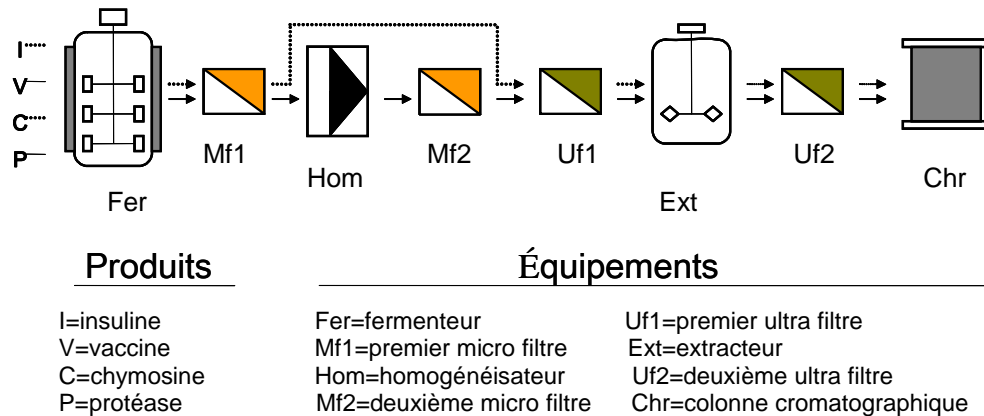 I
V
C
P
Mf1
Mf2
Uf1
Uf2
Hom
Chr
Fer
Ext
Produits
Équipements
I=insuline
Fer=fermenteur
Uf1=premier ultra filtre
V=vaccine
Mf1=premier micro filtre
Ext=extracteur
C=chymosine
Hom=homogénéisateur
Uf2=deuxième ultra filtre
P=protéase
Mf2=deuxième micro filtre
Chr=colonne cromatographique